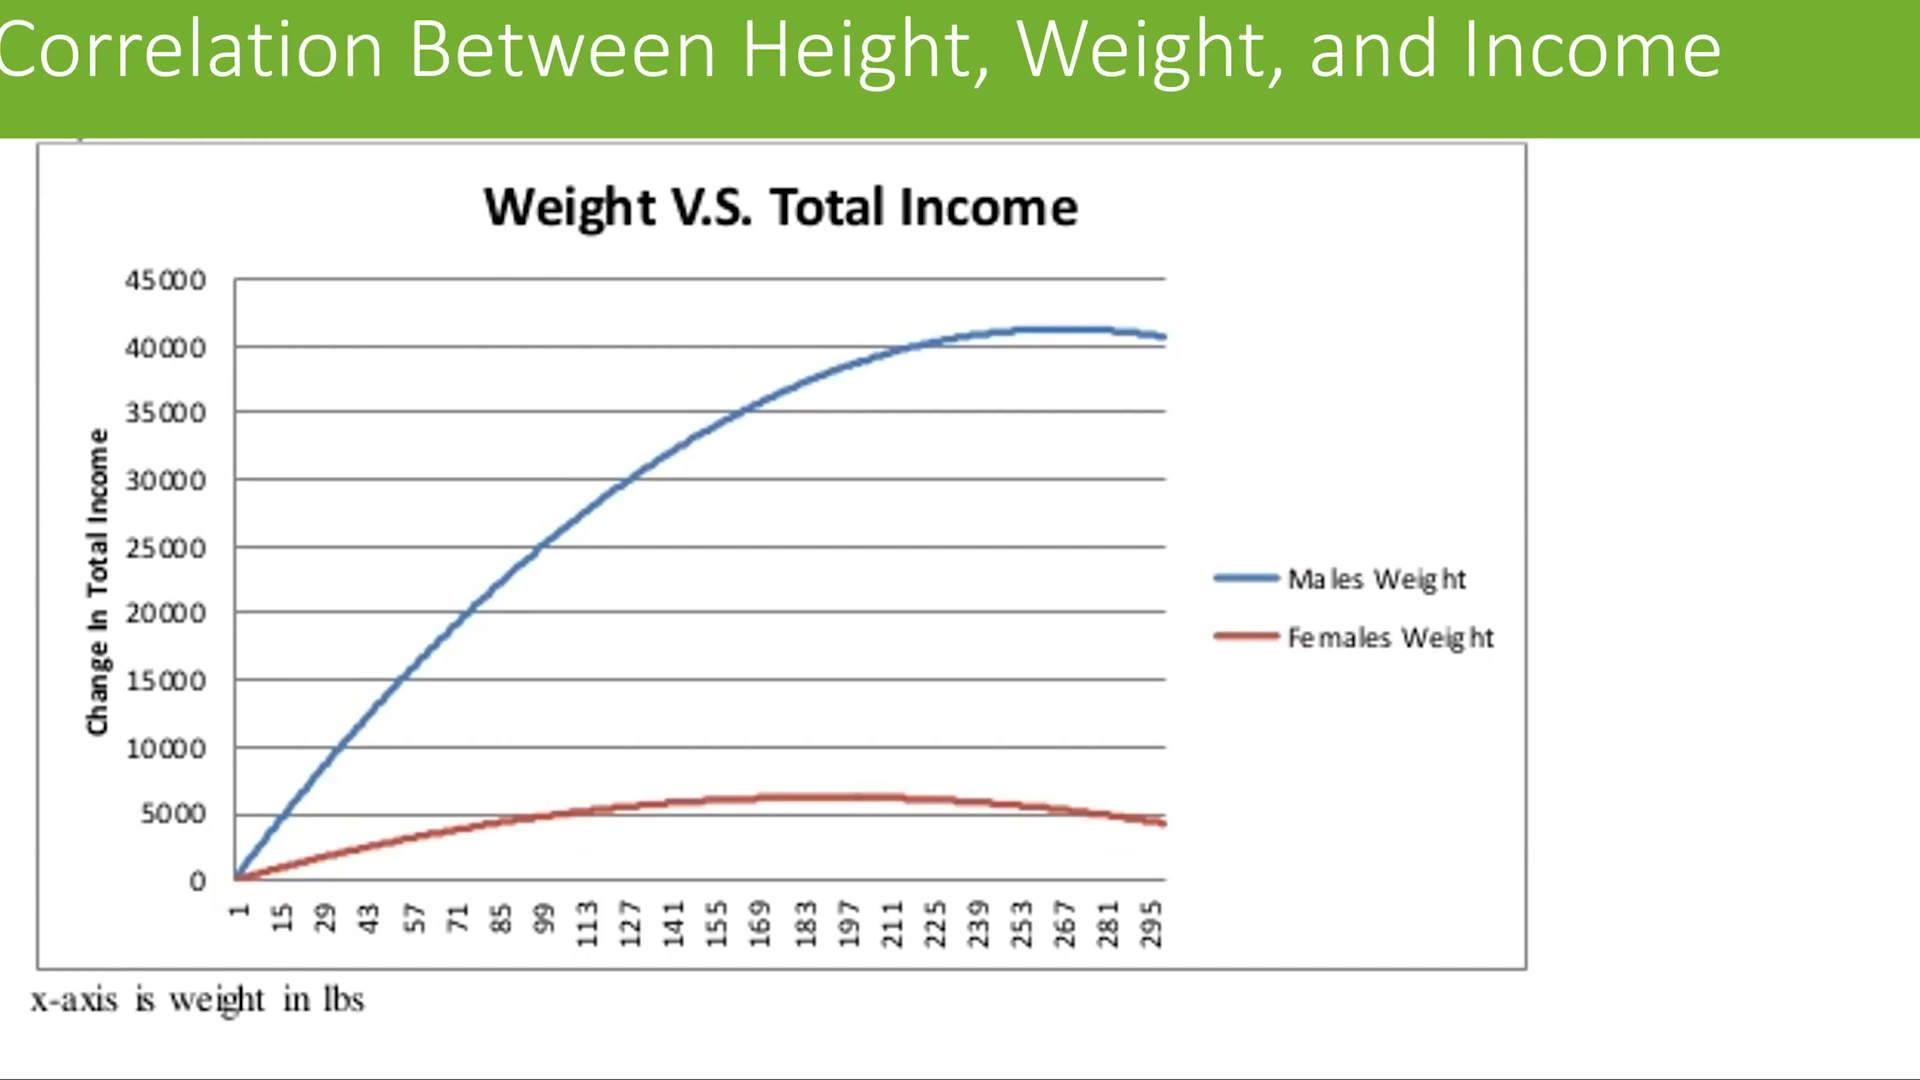 Correlation Between Height, Weight, and Income
Weight V.S. Total Income
Change In Total Income
45000
40000
35000
30000
25000
20000
15000
10000
5000
0
1 15 29 43 57 71 85 99 113 127 141 155 169 183 197 211 225 239 253 267 281 295
Males Weight
Females Weight
x-axis is weight in lbs